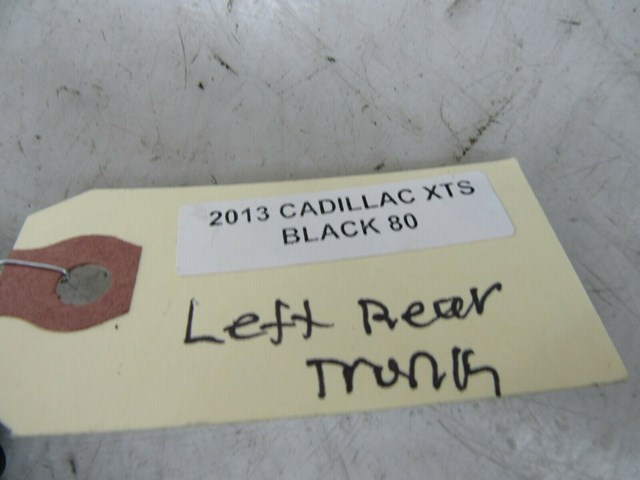 2013 CADILLAC XTS
BLACK 80
Left Rear
Trunk